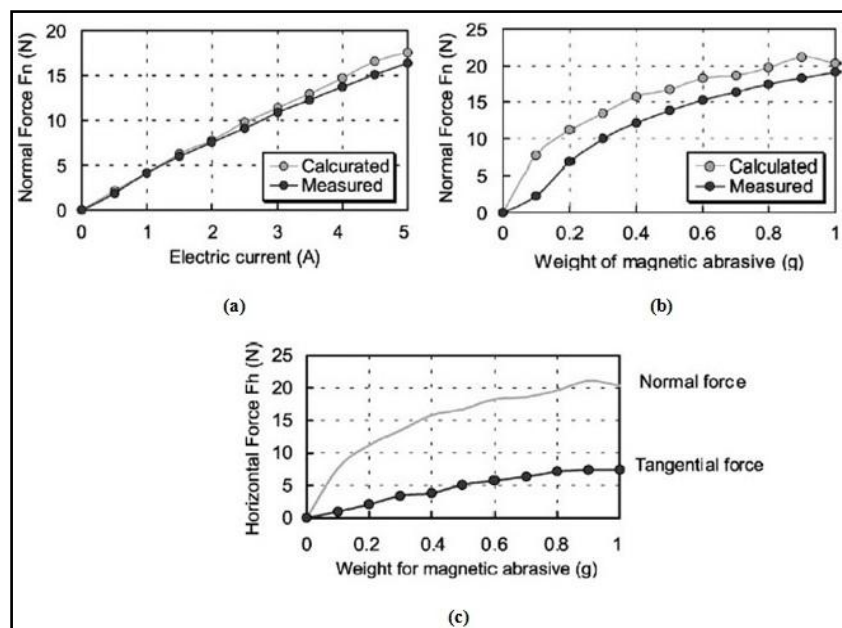 20
15
10
5
0
Normal Force Fn (N)
Calcurated
Measured
0 1 2 3 4 5
Electric current (A)
(a)
25
20
15
10
5
0
Normal Force Fn (N)
Calculated
Measured
0 0.2 0.4 0.6 0.8 1
Weight of magnetic abrasive (g)
(b)
25
20
15
10
5
0
Horizontal Force Fh (N)
Normal force
Tangential force
0 0.2 0.4 0.6 0.8 1
Weight for magnetic abrasive (g)
(c)